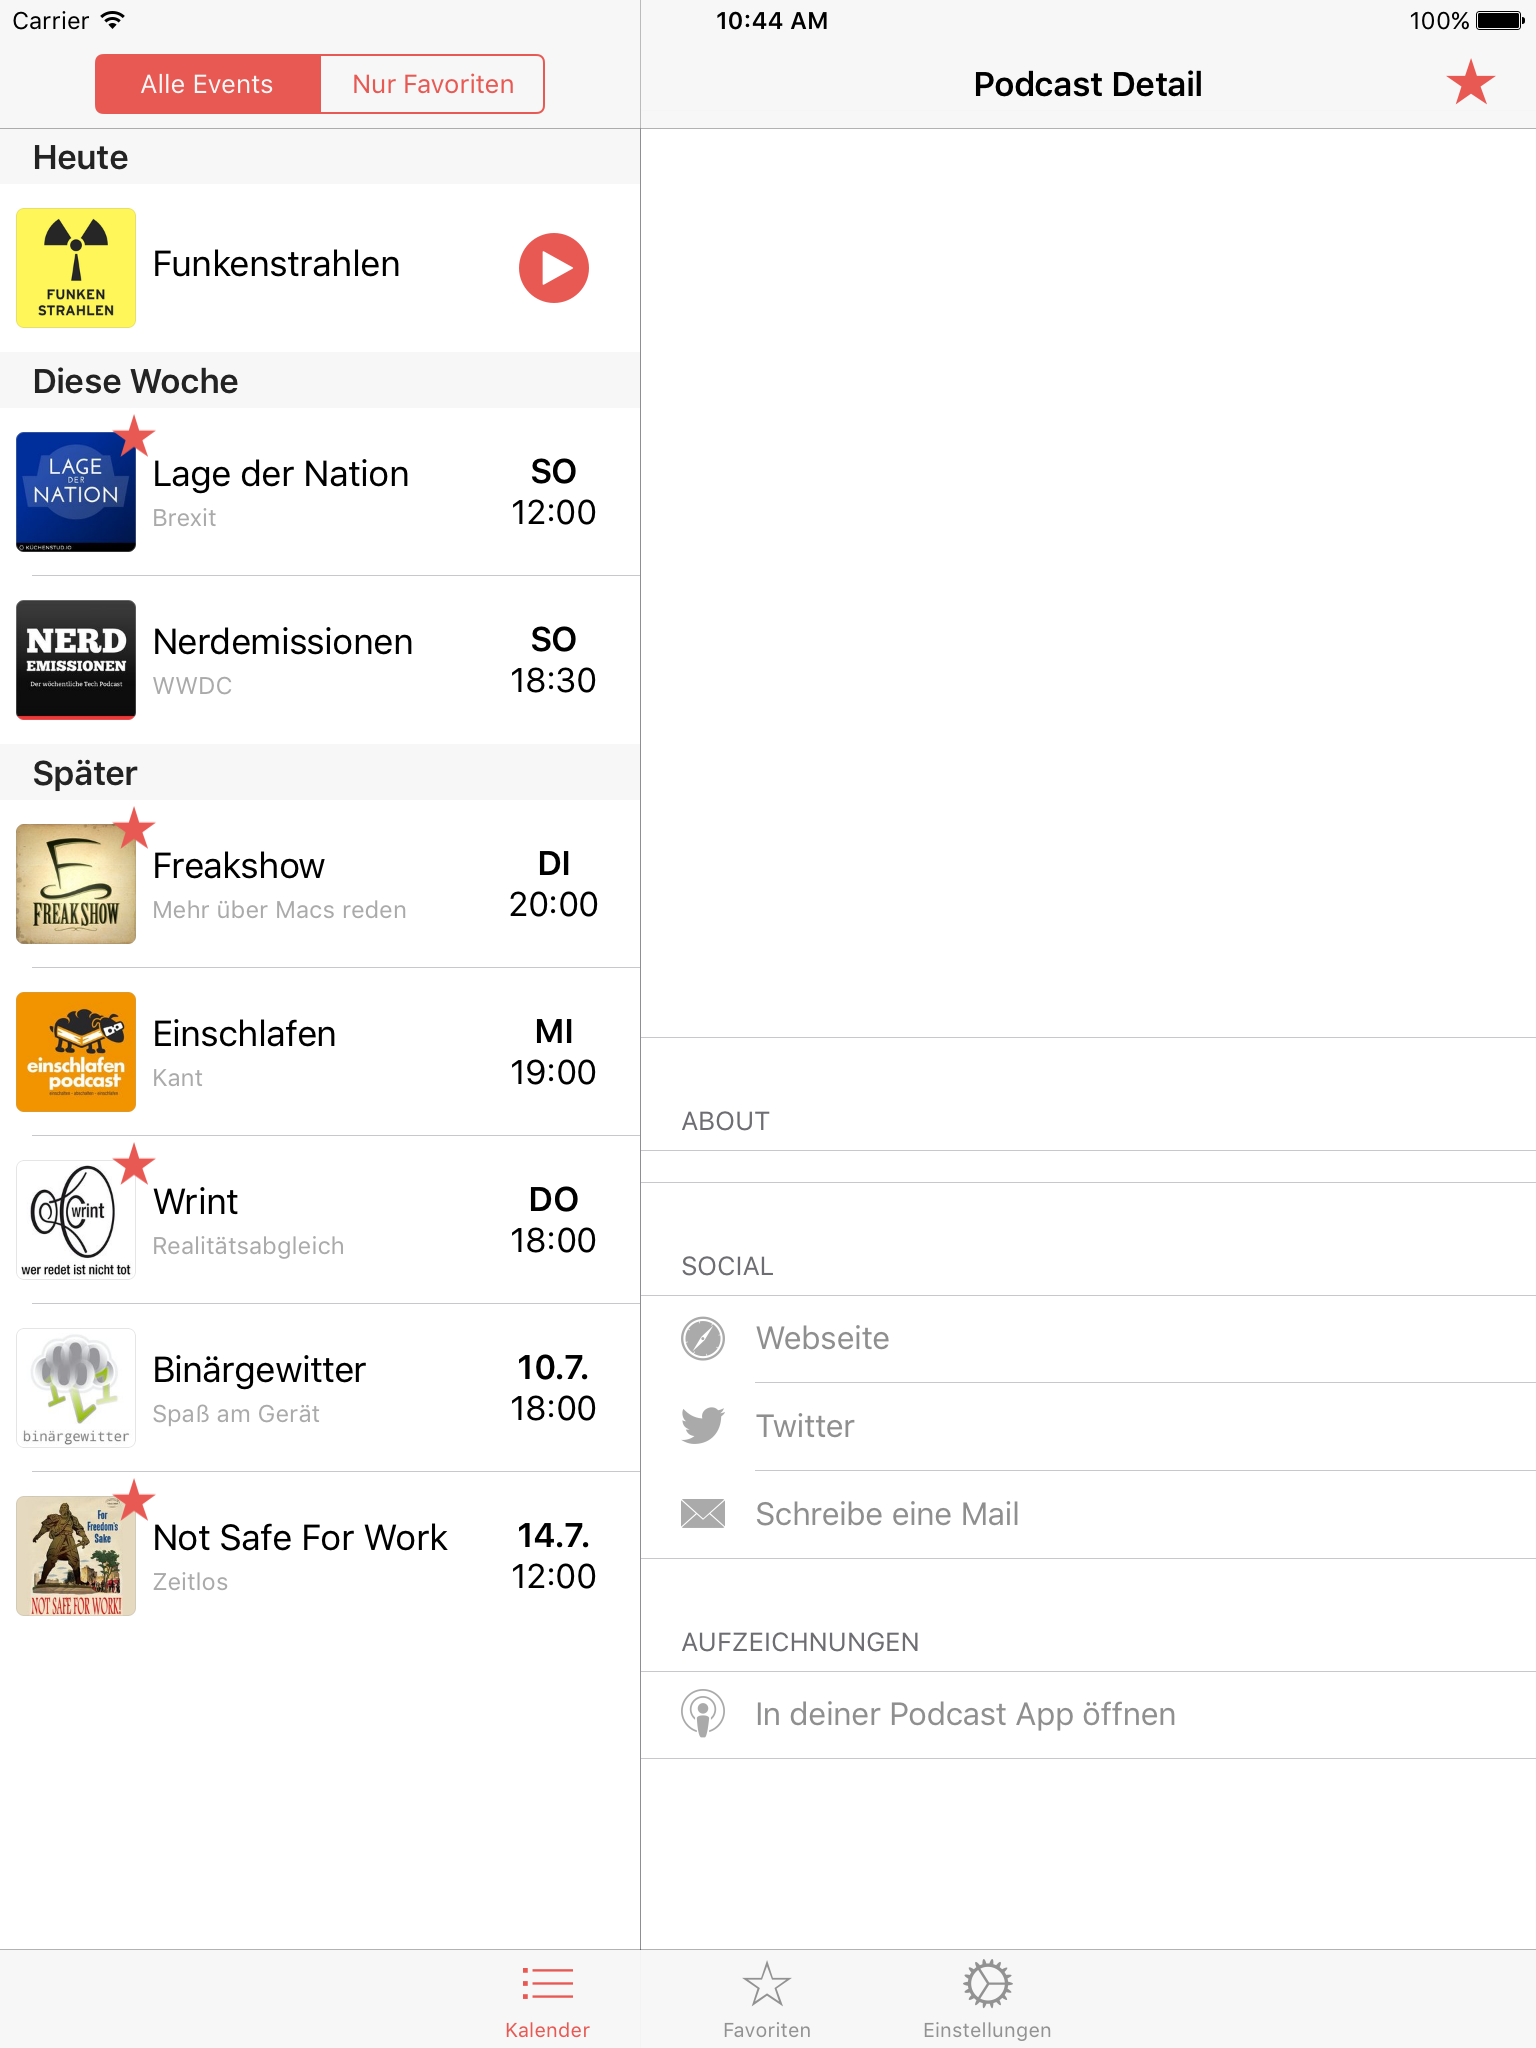 Carrier
10:44 AM
100%
Alle Events
Nur Favoriten
Podcast Detail
Heute
FUNKEN
STRAHLEN
Funkenstrahlen
Diese Woche
LAGE
DER
NATION
KÜCHENSTUD.IO
Lage der Nation
Brexit
SO
12:00
NERD
EMISSIONEN
Der wöchentliche Tech Podcast
Nerdemissionen
WWDC
SO
18:30
Später
FREAKSHOW
Freakshow
Mehr über Macs reden
DI
20:00
einschlafen
podcast
Einschlafen
Kant
MI
19:00
wrint
wer redet ist nicht tot
Wrint
Realitätsabgleich
DO
18:00
binärgewitter
Binärgewitter
Spaß am Gerät
10.7.
18:00
For
Freedom's
Sake
NOT SAFE FOR WORK!
Not Safe For Work
Zeitlos
14.7.
12:00
ABOUT
SOCIAL
Webseite
Twitter
Schreibe eine Mail
AUFZEICHNUNGEN
In deiner Podcast App öffnen
Kalender
Favoriten
Einstellungen